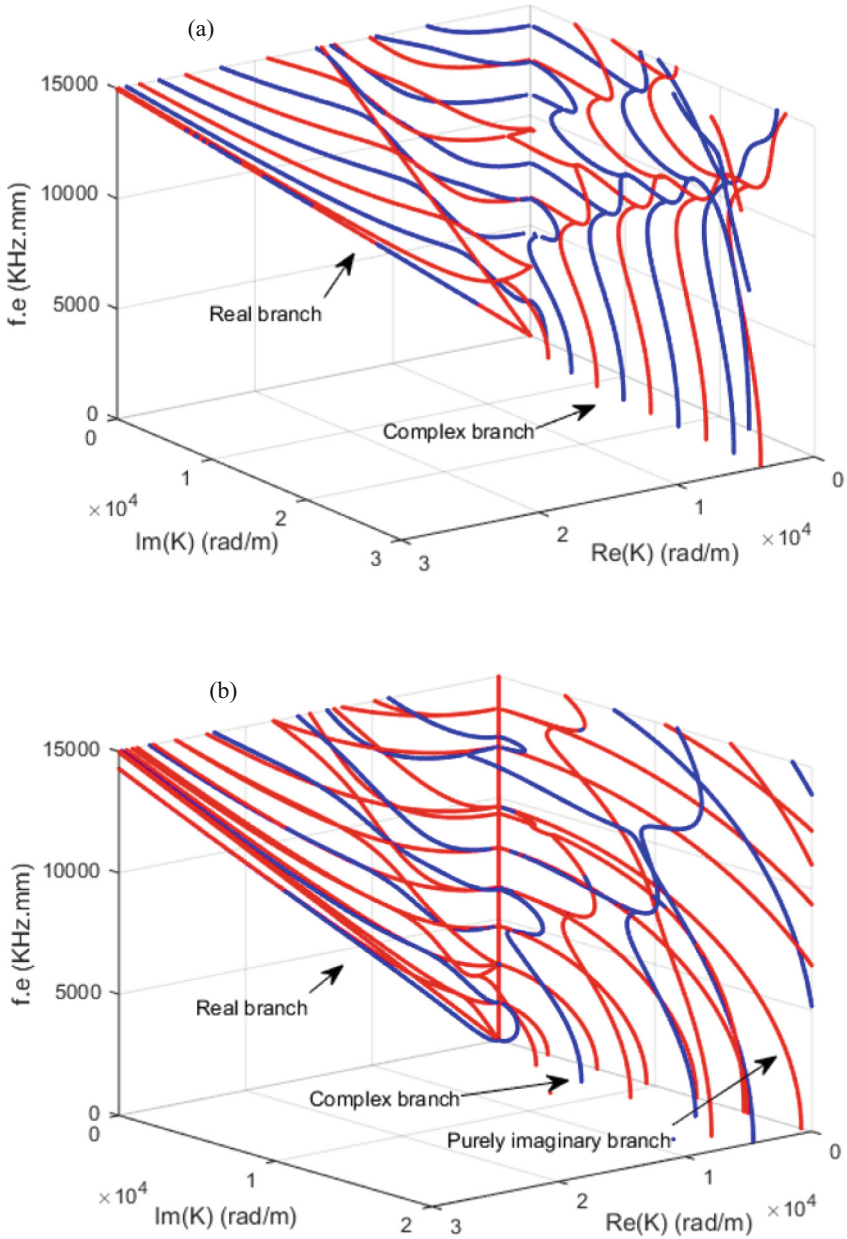 (a)
15000
10000
5000
0
f.e (KHz.mm)
Real branch
Complex branch
0
1
2
3
×10⁴
Im(K) (rad/m)
3
2
1
0
×10⁴
Re(K) (rad/m)
(b)
15000
10000
5000
0
f.e (KHz.mm)
Real branch
Complex branch
Purely imaginary branch
0
1
2
×10⁴
Im(K) (rad/m)
3
2
1
0
×10⁴
Re(K) (rad/m)